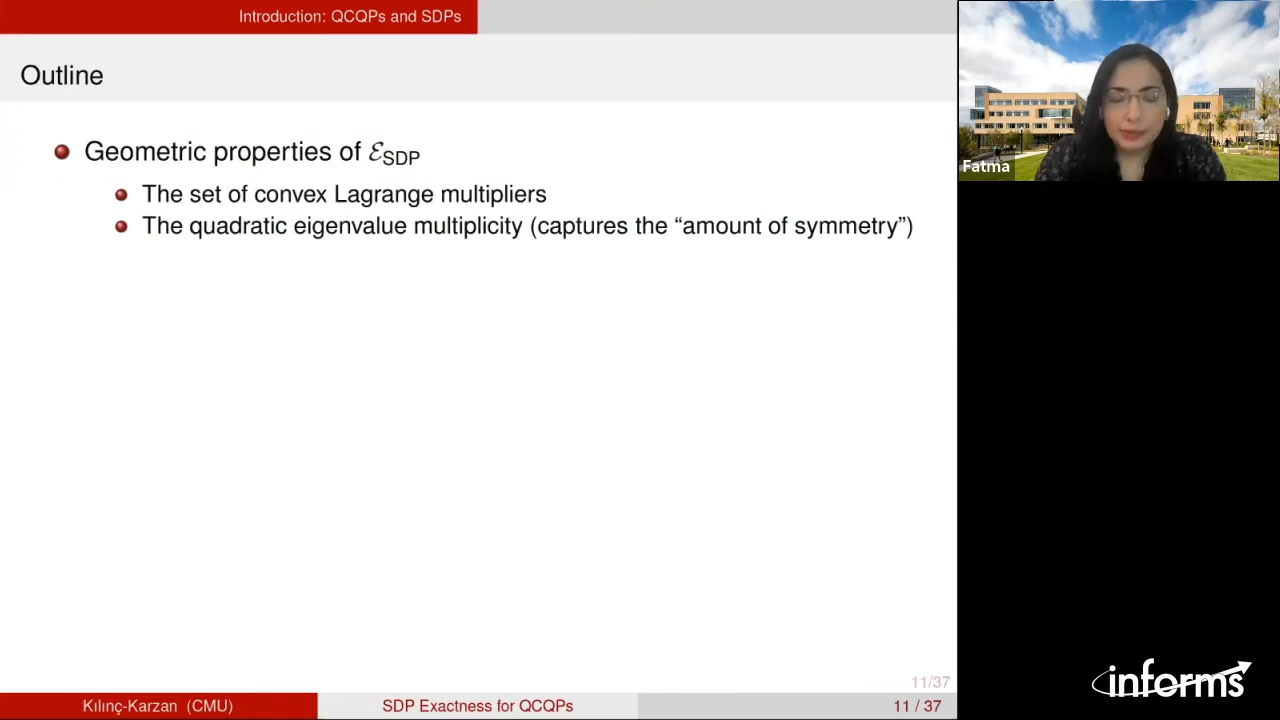 Introduction: QCQPs and SDPs
Outline
Geometric properties of ℰSDP
The set of convex Lagrange multipliers
The quadratic eigenvalue multiplicity (captures the “amount of symmetry”)
11/37
Kılınç-Karzan (CMU)
SDP Exactness for QCQPs
11 / 37
Fatma
informs